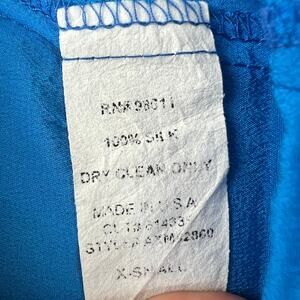 RN# 98011
100% SILK
DRY CLEAN ONLY
MADE IN U.S.A
X-SMALL